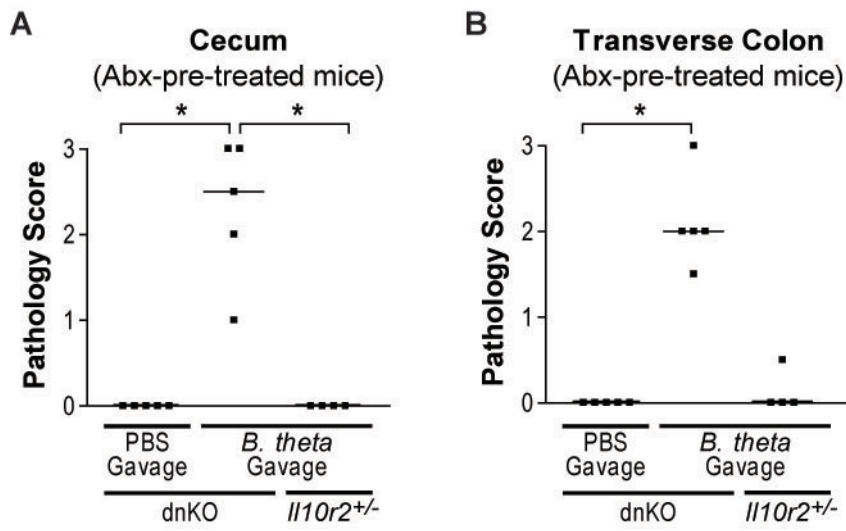 A
Cecum
(Abx-pre-treated mice)
* *
Pathology Score
3
2
1
0
PBS
Gavage
B. theta
Gavage
dnKO
Il10r2+/-
B
Transverse Colon
(Abx-pre-treated mice)
*
Pathology Score
3
2
1
0
PBS
Gavage
B. theta
Gavage
dnKO
Il10r2+/-